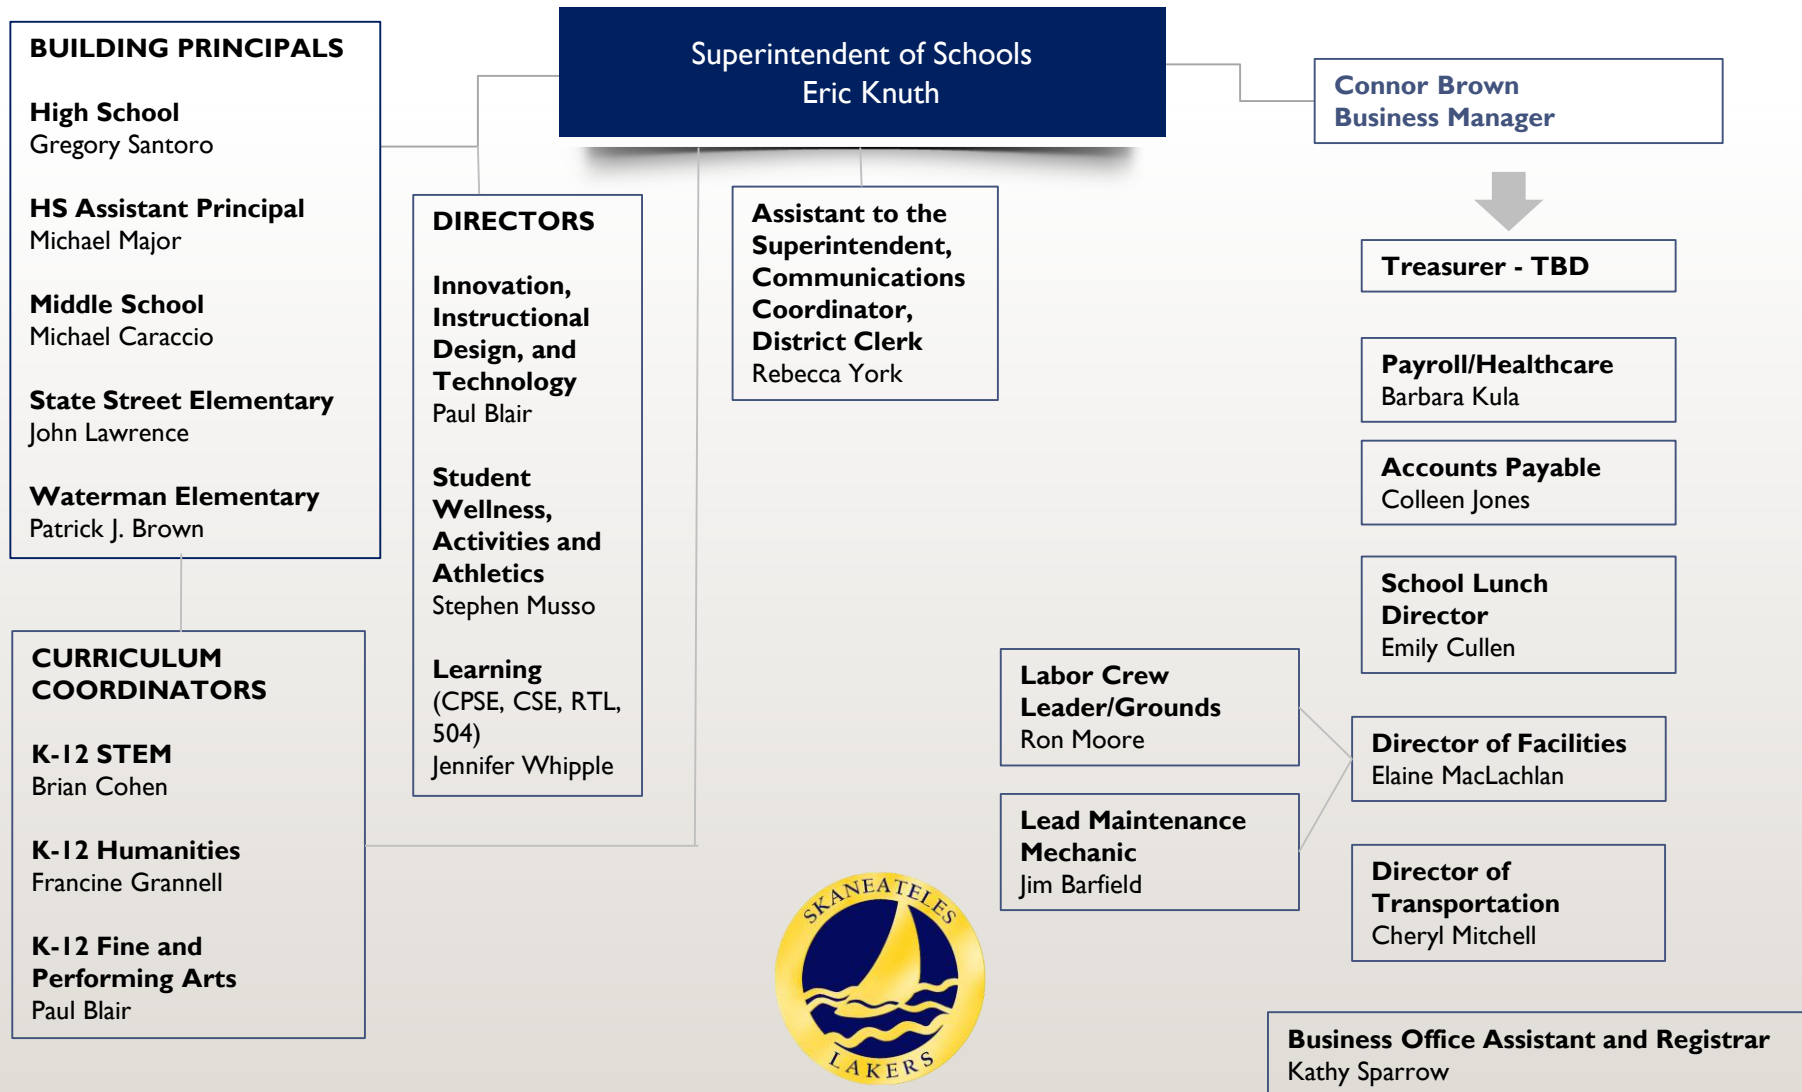 Superintendent of Schools
Eric Knuth
BUILDING PRINCIPALS
High School
Gregory Santoro
HS Assistant Principal
Michael Major
Middle School
Michael Caraccio
State Street Elementary
John Lawrence
Waterman Elementary
Patrick J. Brown
CURRICULUM
COORDINATORS
K-12 STEM
Brian Cohen
K-12 Humanities
Francine Grannell
K-12 Fine and
Performing Arts
Paul Blair
DIRECTORS
Innovation,
Instructional
Design, and
Technology
Paul Blair
Student
Wellness,
Activities and
Athletics
Stephen Musso
Learning
(CPSE, CSE, RTL,
504)
Jennifer Whipple
Assistant to the
Superintendent,
Communications
Coordinator,
District Clerk
Rebecca York
Connor Brown
Business Manager
Treasurer - TBD
Payroll/Healthcare
Barbara Kula
Accounts Payable
Colleen Jones
School Lunch
Director
Emily Cullen
Labor Crew
Leader/Grounds
Ron Moore
Lead Maintenance
Mechanic
Jim Barfield
Director of Facilities
Elaine MacLachlan
Director of
Transportation
Cheryl Mitchell
Business Office Assistant and Registrar
Kathy Sparrow
SKANEATELES
LAKERS